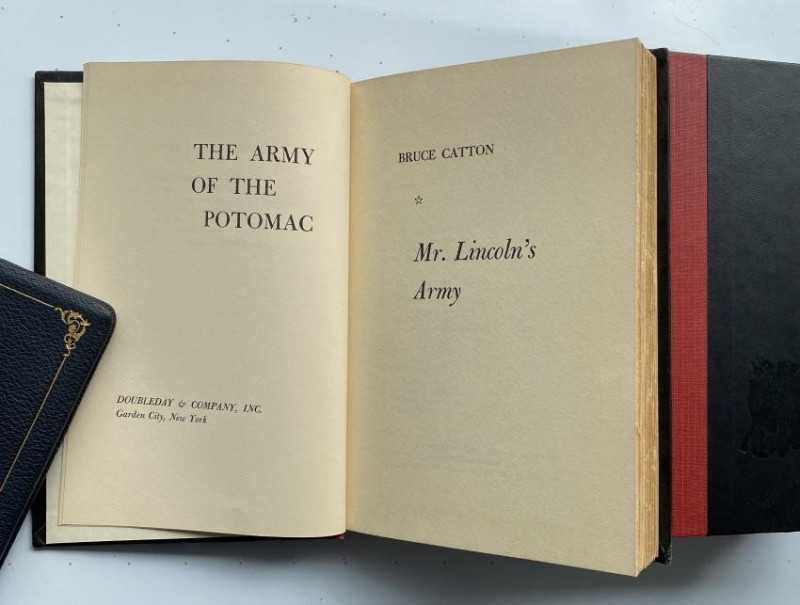 THE ARMY
OF THE
POTOMAC
DOUBLEDAY & COMPANY, INC.
Garden City, New York
BRUCE CATTON
☆
Mr. Lincoln's
Army